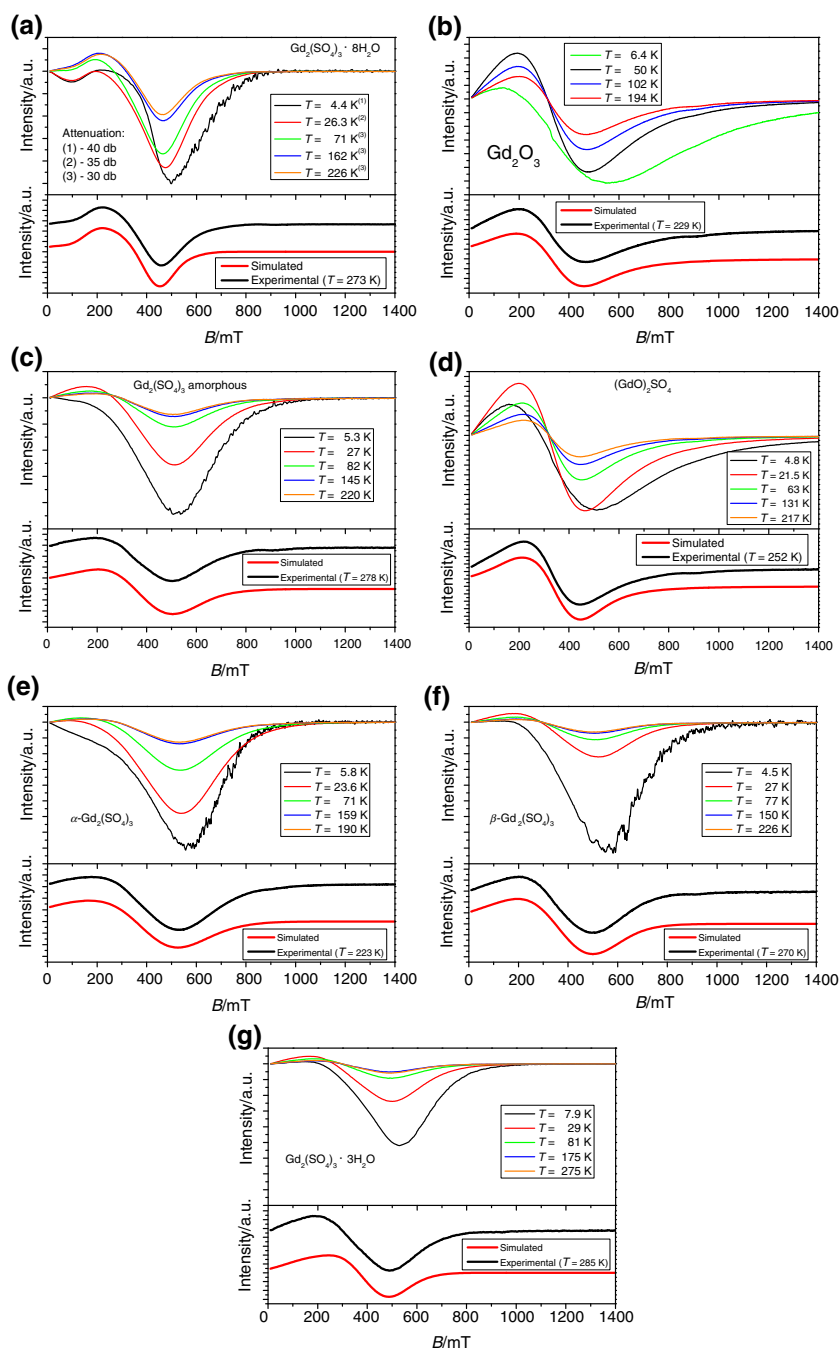 (a)
Intensity/a.u.
Gd₂(SO₄)₃ · 8H₂O
T = 4.4 K⁽¹⁾
T = 26.3 K⁽²⁾
T = 71 K⁽³⁾
T = 162 K⁽³⁾
T = 226 K⁽³⁾
Attenuation:
(1) - 40 db
(2) - 35 db
(3) - 30 db
Intensity/a.u.
Simulated
Experimental (T = 273 K)
0 200 400 600 800 1000 1200 1400
B/mT
(b)
Intensity/a.u.
T = 6.4 K
T = 50 K
T = 102 K
T = 194 K
Gd₂O₃
Intensity/a.u.
Simulated
Experimental (T = 229 K)
0 200 400 600 800 1000 1200 1400
B/mT
(c)
Intensity/a.u.
Gd₂(SO₄)₃ amorphous
T = 5.3 K
T = 27 K
T = 82 K
T = 145 K
T = 220 K
Intensity/a.u.
Simulated
Experimental (T = 278 K)
0 200 400 600 800 1000 1200 1400
B/mT
(d)
Intensity/a.u.
(GdO)₂SO₄
T = 4.8 K
T = 21.5 K
T = 63 K
T = 131 K
T = 217 K
Intensity/a.u.
Simulated
Experimental (T = 252 K)
0 200 400 600 800 1000 1200 1400
B/mT
(e)
Intensity/a.u.
T = 5.8 K
T = 23.6 K
T = 71 K
T = 159 K
T = 190 K
α-Gd₂(SO₄)₃
Intensity/a.u.
Simulated
Experimental (T = 223 K)
0 200 400 600 800 1000 1200 1400
B/mT
(f)
Intensity/a.u.
T = 4.5 K
T = 27 K
T = 77 K
T = 150 K
T = 226 K
β-Gd₂(SO₄)₃
Intensity/a.u.
Simulated
Experimental (T = 270 K)
0 200 400 600 800 1000 1200 1400
B/mT
(g)
Intensity/a.u.
T = 7.9 K
T = 29 K
T = 81 K
T = 175 K
T = 275 K
Gd₂(SO₄)₃ · 3H₂O
Intensity/a.u.
Simulated
Experimental (T = 285 K)
0 200 400 600 800 1000 1200 1400
B/mT